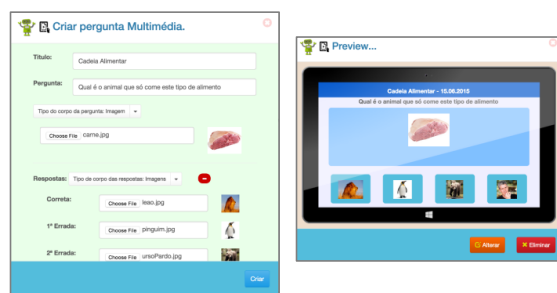 Criar pergunta Multimédia.
Título: Cadeia Alimentar
Pergunta: Qual é o animal que só come este tipo de alimento
Tipo do corpo da pergunta: Imagem
Choose File carne.jpg
Respostas: Tipo de corpo das respostas: Imagens
Correta: Choose File leao.jpg
1ª Errada: Choose File pinguim.jpg
2ª Errada: Choose File ursoPardo.jpg
Criar
Preview...
Cadeia Alimentar - 15.06.2015
Qual é o animal que só come este tipo de alimento
Alterar
Eliminar